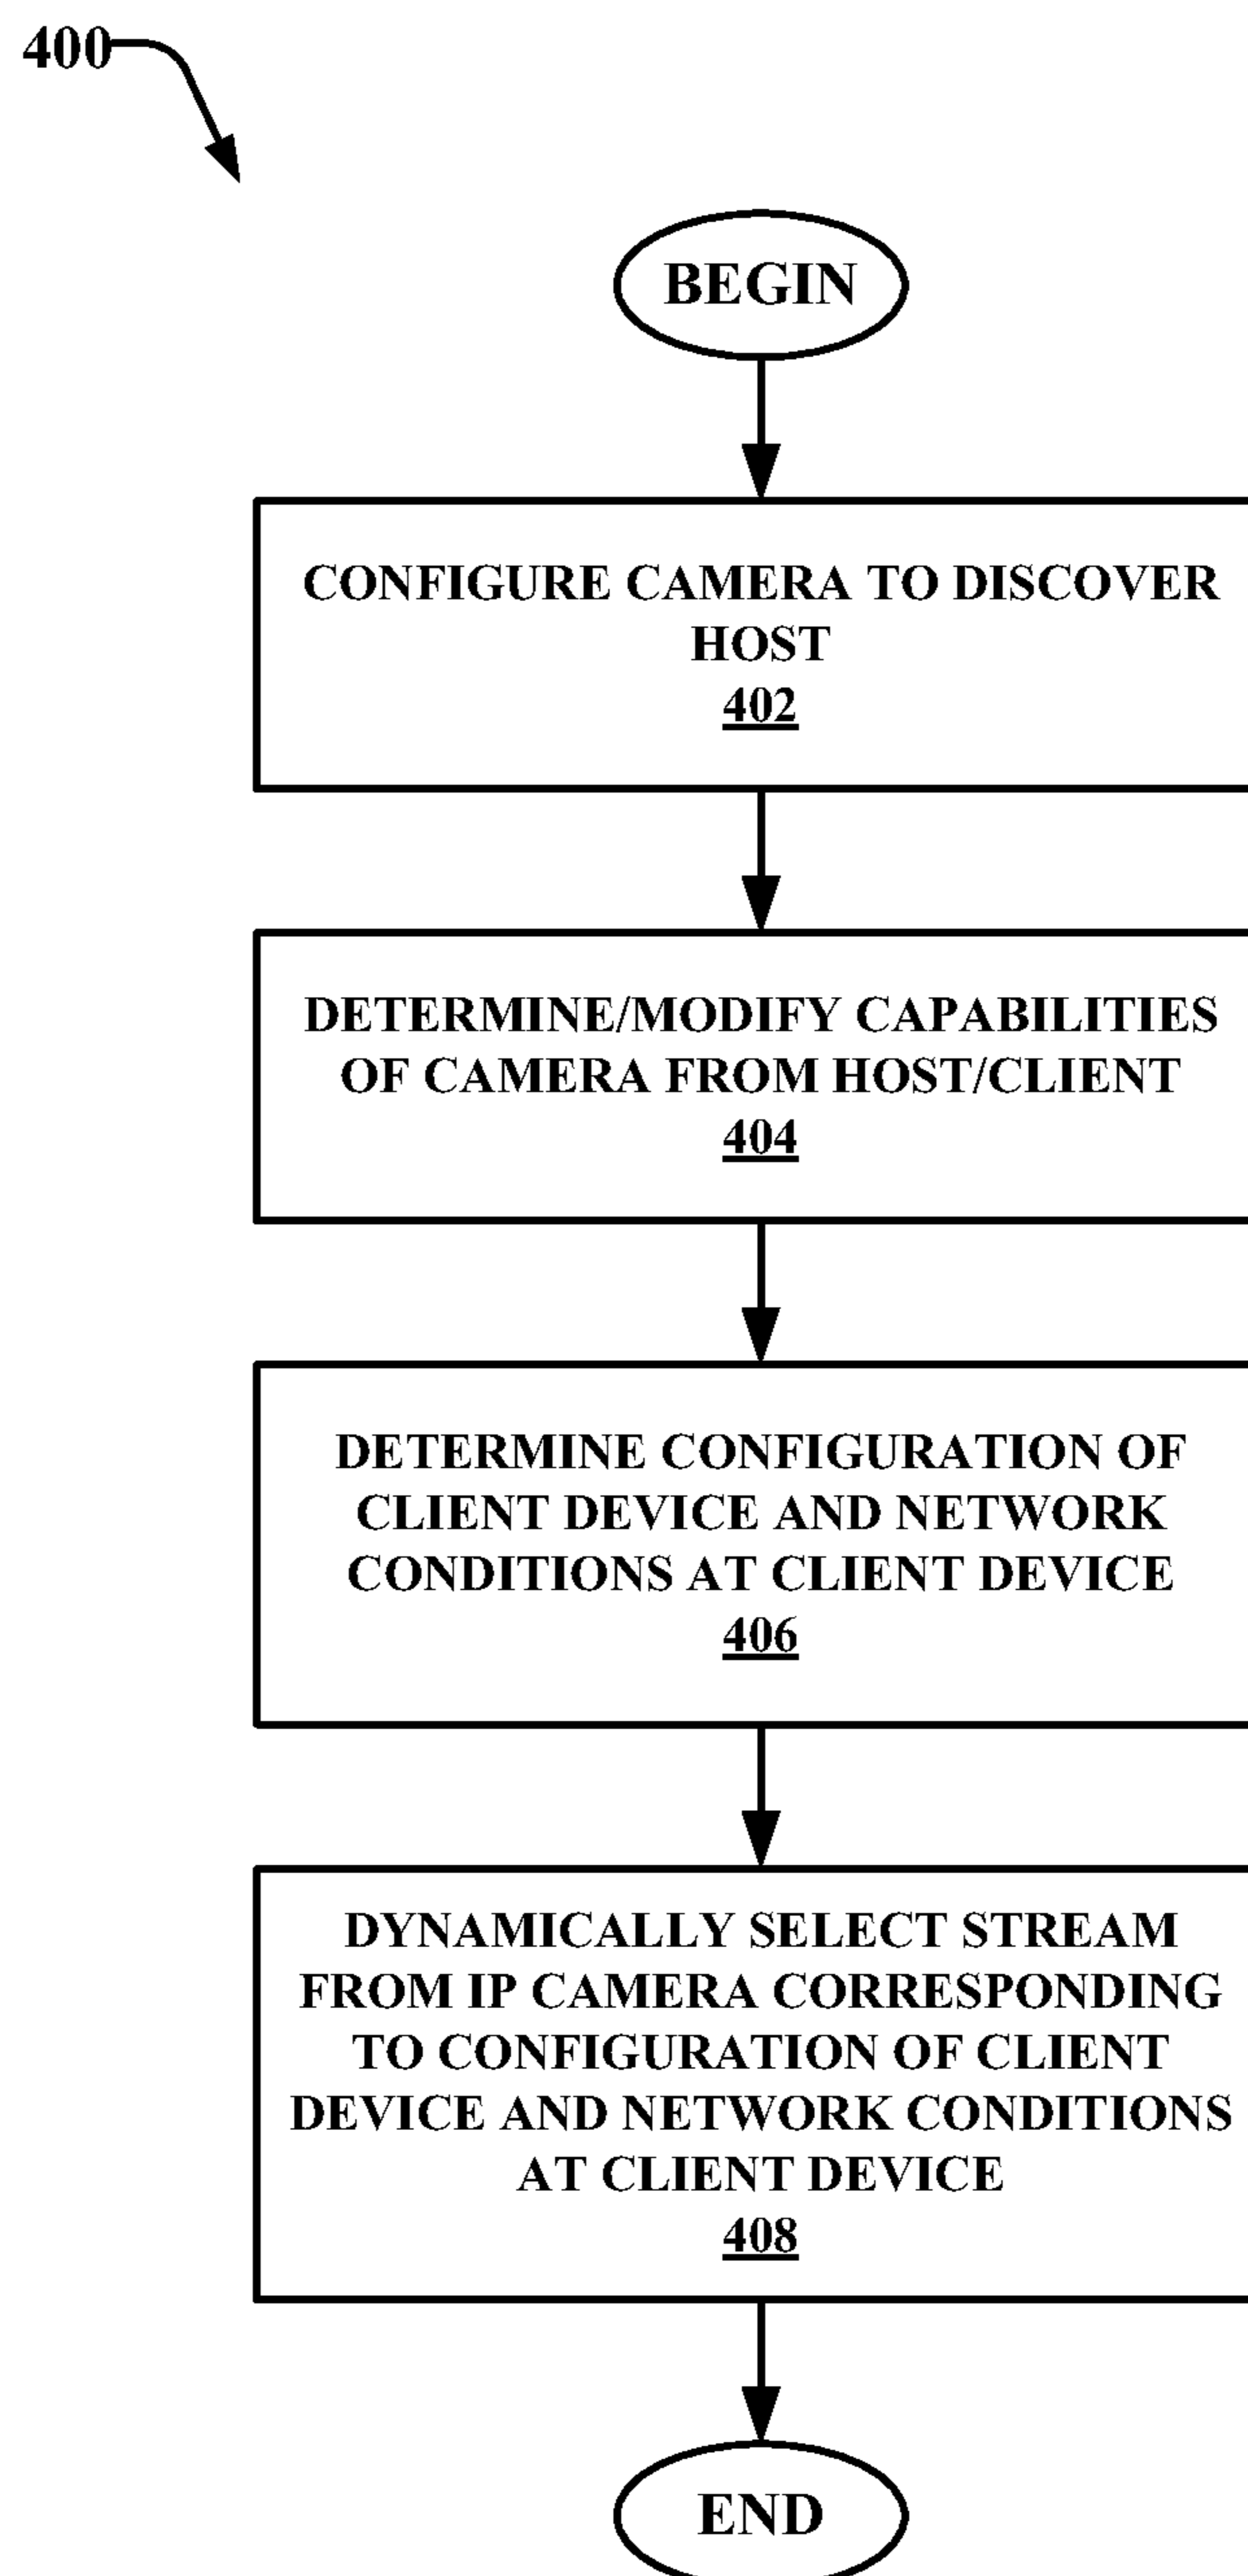 400
BEGIN
CONFIGURE CAMERA TO DISCOVER
HOST
402
DETERMINE/MODIFY CAPABILITIES
OF CAMERA FROM HOST/CLIENT
404
DETERMINE CONFIGURATION OF
CLIENT DEVICE AND NETWORK
CONDITIONS AT CLIENT DEVICE
406
DYNAMICALLY SELECT STREAM
FROM IP CAMERA CORRESPONDING
TO CONFIGURATION OF CLIENT
DEVICE AND NETWORK CONDITIONS
AT CLIENT DEVICE
408
END